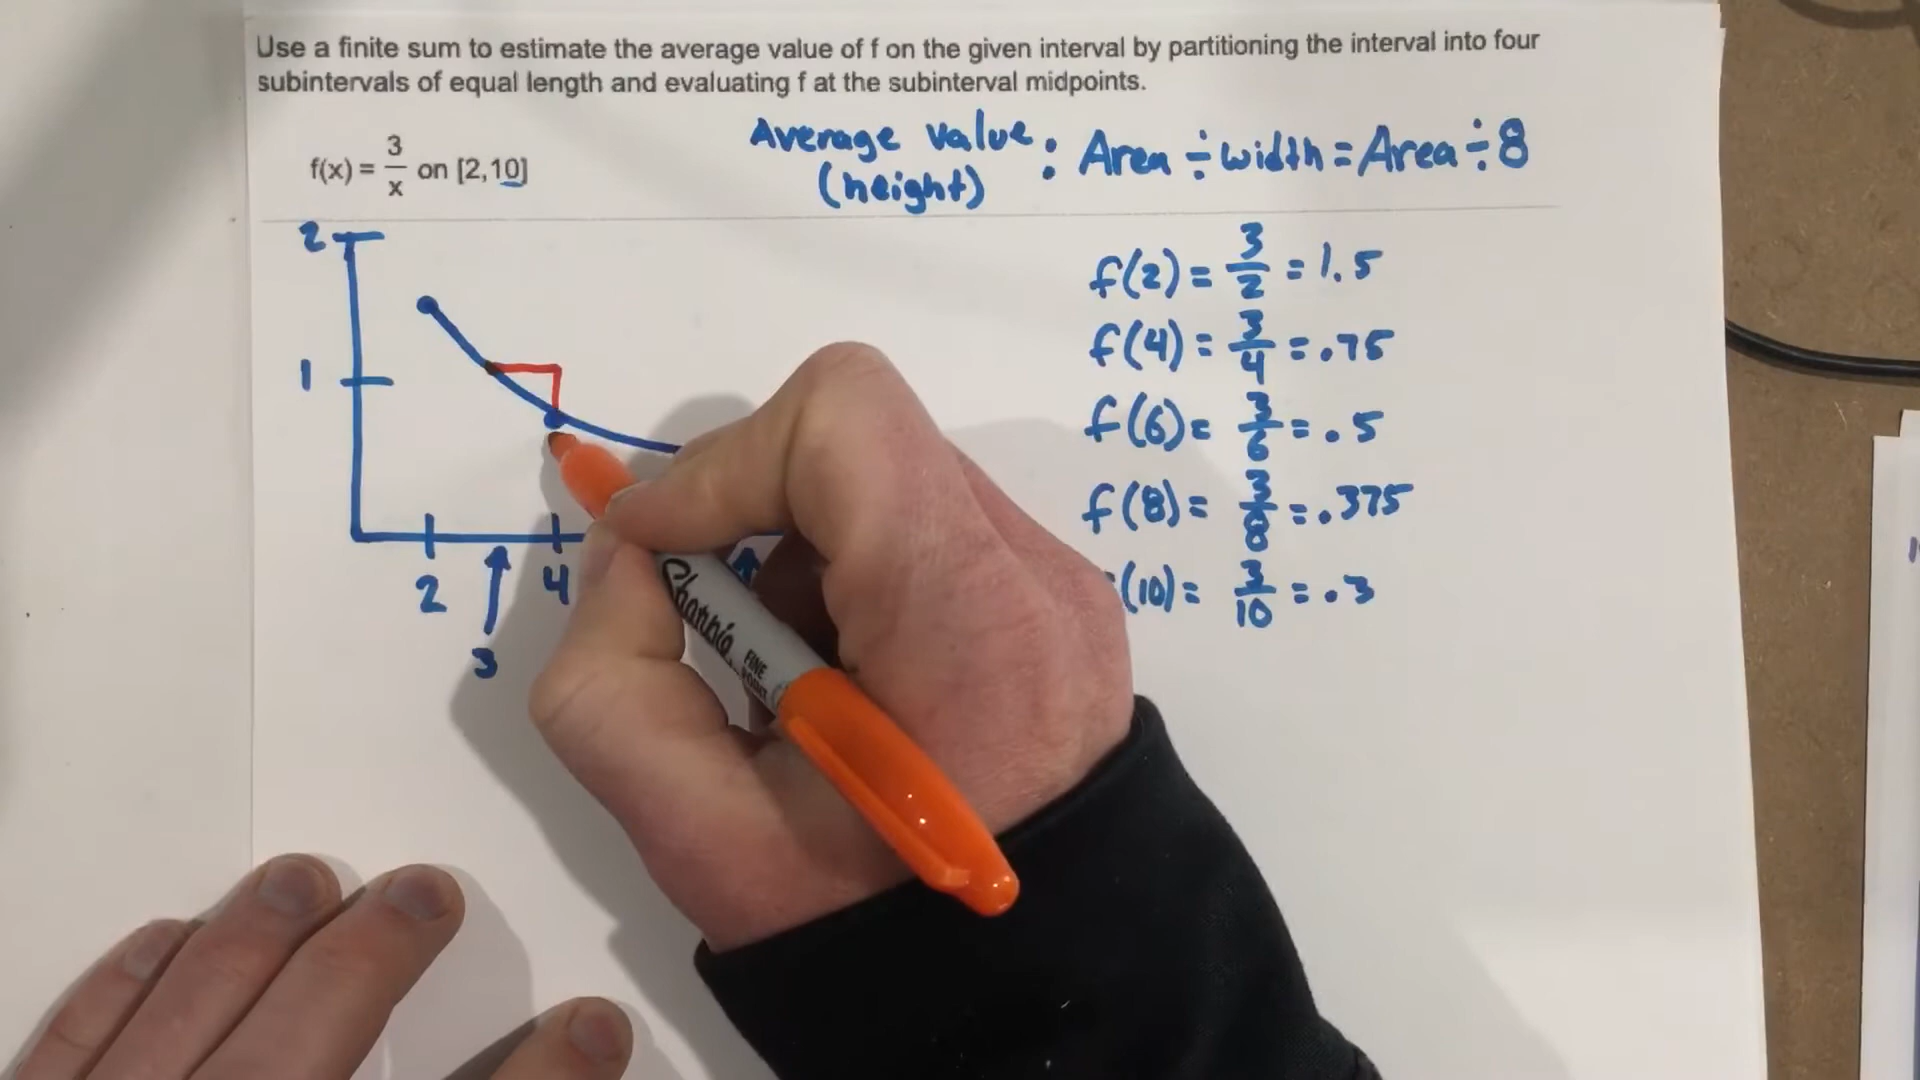 Use a finite sum to estimate the average value of f on the given interval by partitioning the interval into four
subintervals of equal length and evaluating f at the subinterval midpoints.
f(x) = 3/x on [2,10]
Average value : Area ÷ width = Area ÷ 8
(height)
2
1
2
4
3
f(2) = 3/2 = 1.5
f(4) = 3/4 = .75
f(6) = 3/6 = .5
f(8) = 3/8 = .375
(10) = 3/10 = .3
Sharpie
FINE
POINT